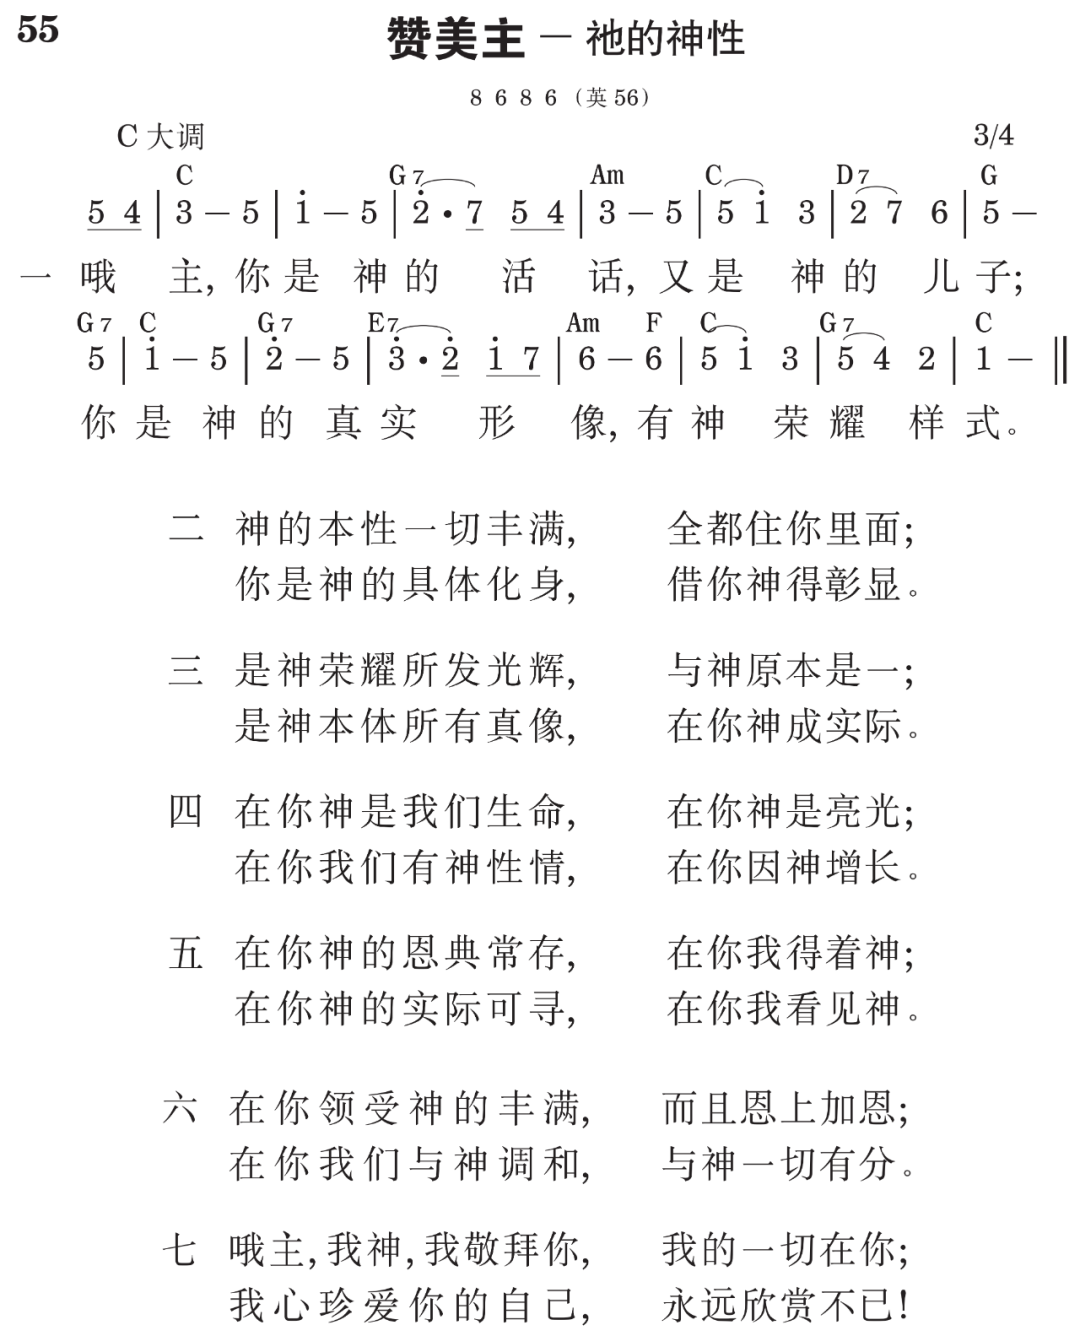 55
赞美主 — 祂的神性
8 6 8 6 (英 56)
C 大调 3/4
C G7 Am C D7 G
5 4 | 3 – 5 | 1̇ – 5 | 2̇ · 7 5 4 | 3 – 5 | 5 1̇ 3 | 2 7 6 | 5 –
一 哦 主, 你是 神的 活 话, 又是 神的 儿子;
G7 C G7 E7 Am F C G7 C
5 | 1̇ – 5 | 2̇ – 5 | 3̇ · 2̇ 1̇ 7 | 6 – 6 | 5 1̇ 3 | 5 4 2 | 1 – ‖
你是 神的 真实 形 像, 有神 荣耀 样式。
二 神的本性一切丰满, 全都住你里面;
你是神的具体化身, 借你神得彰显。
三 是神荣耀所发光辉, 与神原本是一;
是神本体所有真像, 在你神成实际。
四 在你神是我们生命, 在你神是亮光;
在你我们有神性情, 在你因神增长。
五 在你神的恩典常存, 在你我得着神;
在你神的实际可寻, 在你我看见神。
六 在你领受神的丰满, 而且恩上加恩;
在你我们与神调和, 与神一切有分。
七 哦主,我神,我敬拜你, 我的一切在你;
我心珍爱你的自己, 永远欣赏不已!